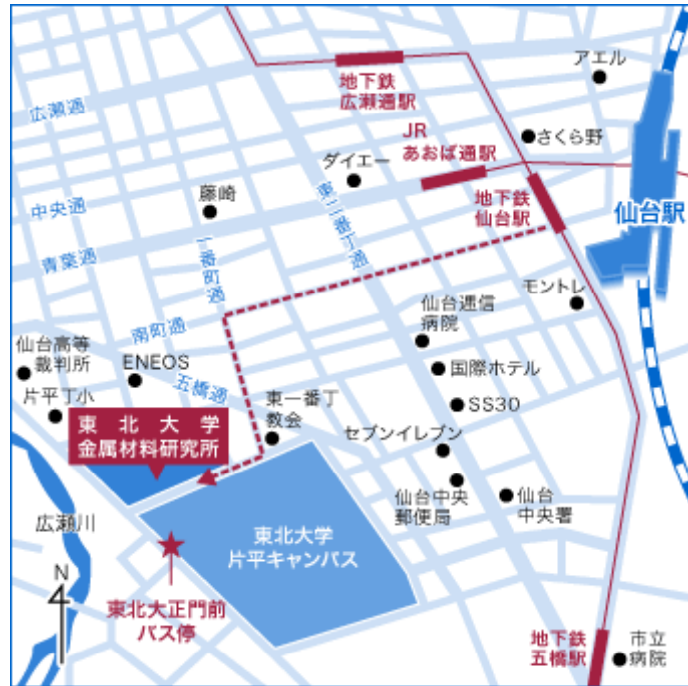 アエル
地下鉄
広瀬通駅
広瀬通
JR
あおば通駅
さくら野
ダイエー
中央通
藤崎
東二番丁通
地下鉄
仙台駅
仙台駅
青葉通
一番町通
モントレ
南町通
仙台逓信
病院
仙台高等
裁判所
ENEOS
五橋通
国際ホテル
片平丁小
東一番丁
教会
SS30
東北大学
金属材料研究所
セブンイレブン
仙台中央
郵便局
仙台
中央署
広瀬川
東北大学
片平キャンパス
N
東北大正門前
バス停
地下鉄
五橋駅
市立
病院